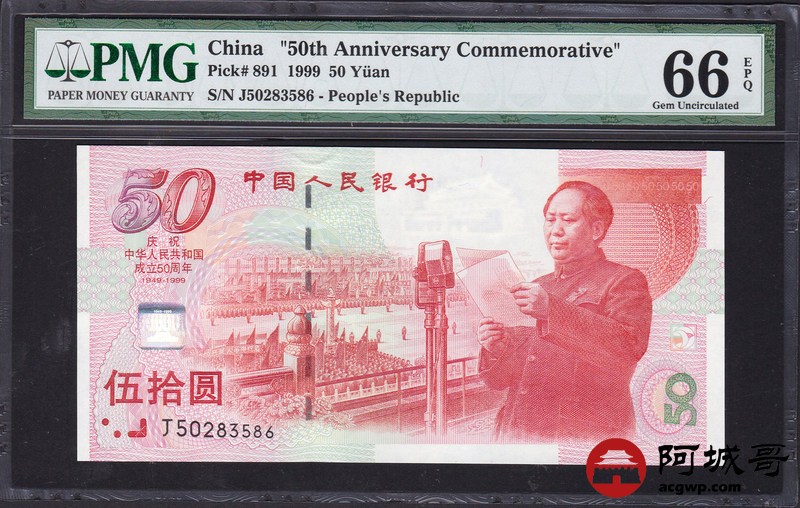 PMG
PAPER MONEY GUARANTY
China "50th Anniversary Commemorative"
Pick# 891 1999 50 Yüan
S/N J50283586 - People's Republic
66 EPQ
Gem Uncirculated
50
中国人民银行
庆祝
中华人民共和国
成立50周年
1949-1999
伍拾圆
J50283586
50
阿城哥
acgwp.com